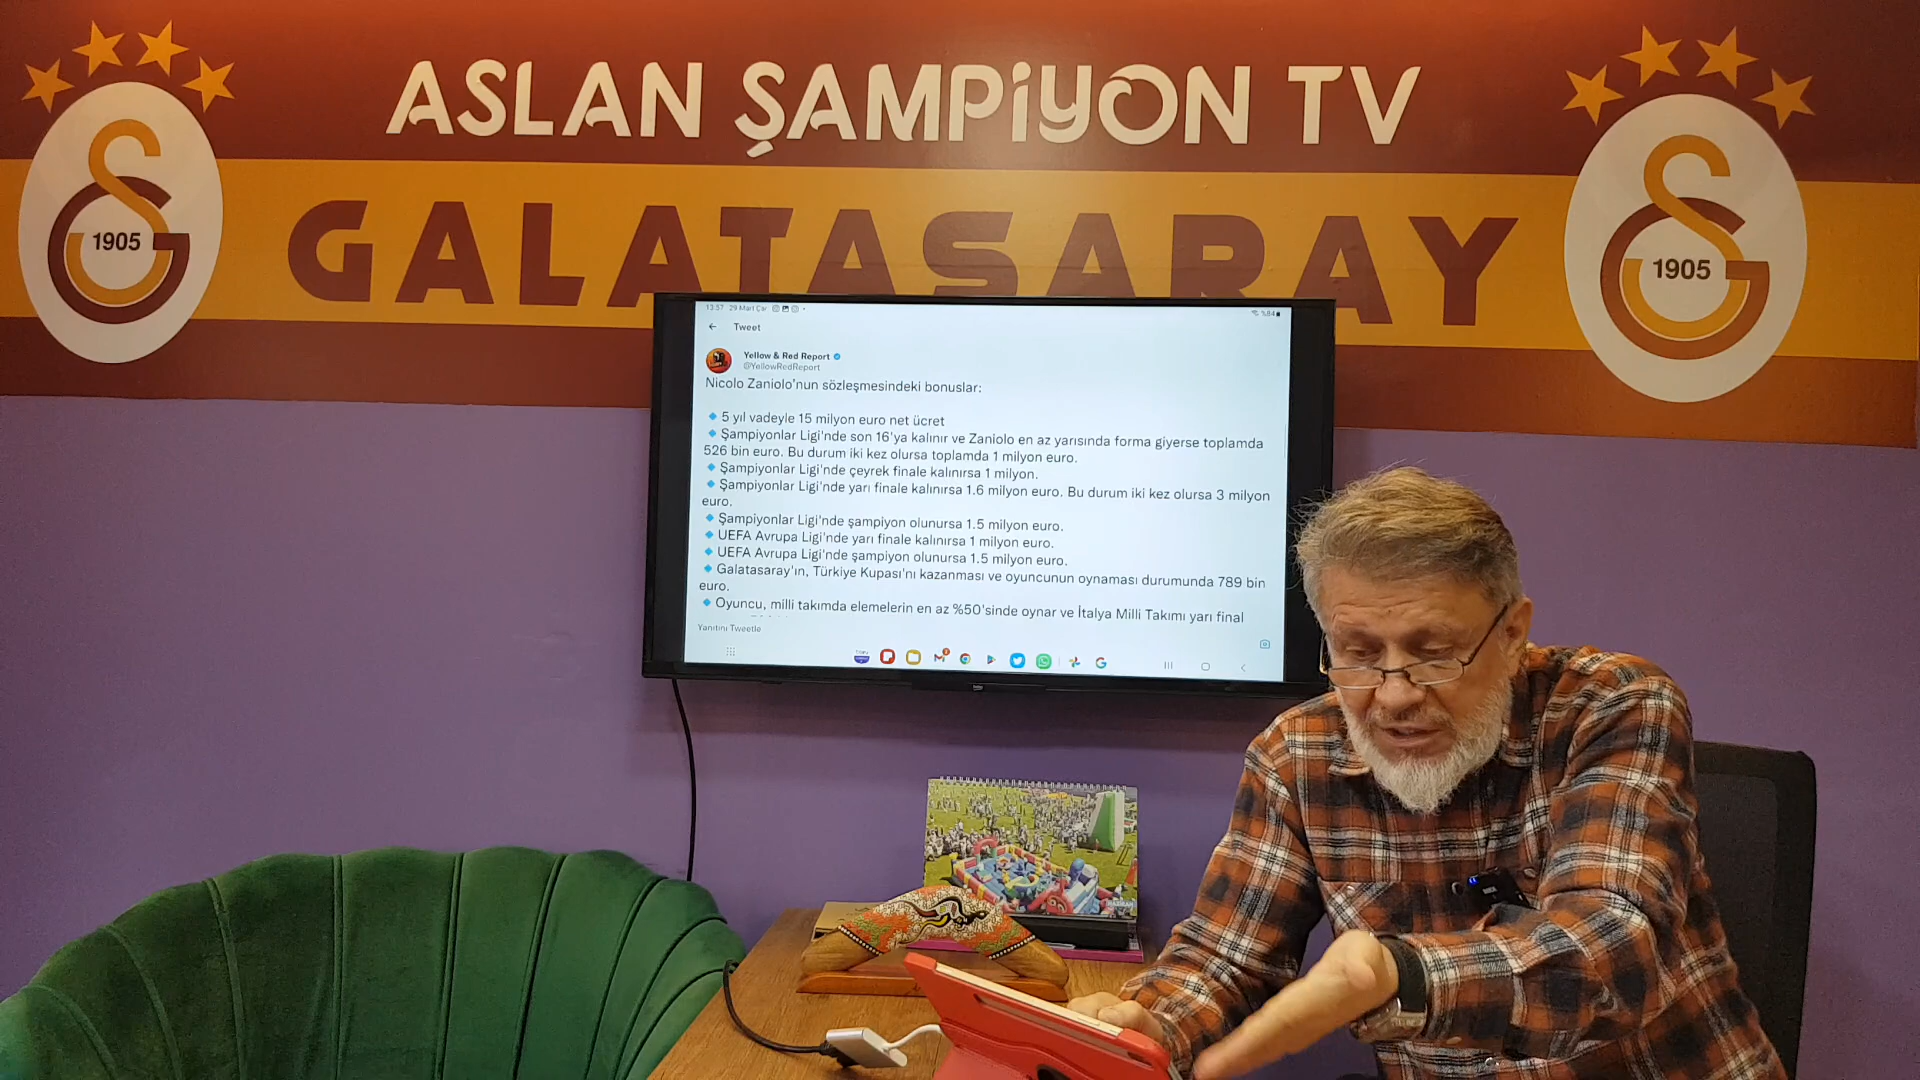 ASLAN ŞAMPİYON TV
GALATASARAY
1905
1905
13:57 29 Mart Çar
%84
Tweet
Yellow & Red Report
@YellowRedReport
Nicolo Zaniolo'nun sözleşmesindeki bonuslar:
5 yıl vadeyle 15 milyon euro net ücret
Şampiyonlar Ligi'nde son 16'ya kalınır ve Zaniolo en az yarısında forma giyerse toplamda
526 bin euro. Bu durum iki kez olursa toplamda 1 milyon euro.
Şampiyonlar Ligi'nde çeyrek finale kalınırsa 1 milyon.
Şampiyonlar Ligi'nde yarı finale kalınırsa 1.6 milyon euro. Bu durum iki kez olursa 3 milyon
euro.
Şampiyonlar Ligi'nde şampiyon olunursa 1.5 milyon euro.
UEFA Avrupa Ligi'nde yarı finale kalınırsa 1 milyon euro.
UEFA Avrupa Ligi'nde şampiyon olunursa 1.5 milyon euro.
Galatasaray'ın, Türkiye Kupası'nı kazanması ve oyuncunun oynaması durumunda 789 bin
euro.
Oyuncu, milli takımda elemelerin en az %50'sinde oynar ve İtalya Milli Takımı yarı final
Yanıtını Tweetle